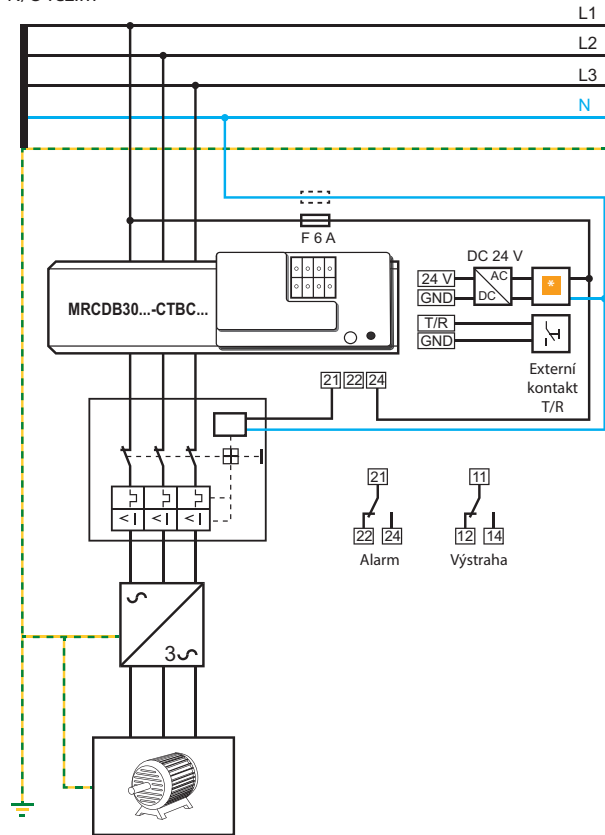 L1
L2
L3
N
F 6 A
DC 24 V
24 V
GND
AC
DC
*
MRCDB30...-CTBC...
T/R
GND
Externí
kontakt
T/R
21 22 24
21
22 24
Alarm
11
12 14
Výstraha
I> I> I>
3